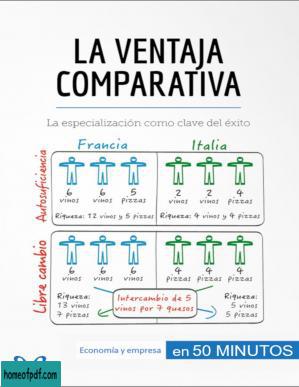 LA VENTAJA
COMPARATIVA
La especialización como clave del éxito
Francia Italia
Autosuficiencia
6 6 5 2 2 4
vinos vinos pizzas vinos vinos pizzas
Riqueza: 12 vinos y 5 pizzas Riqueza: 4 vinos y 4 pizzas
Libre cambio
6 6 6 4 4 4
vinos vinos vinos pizzas pizzas pizzas
Riqueza:
13 vinos
7 pizzas
Intercambio de 5
vinos por 7 quesos
Riqueza:
5 vinos
5 pizzas
Economía y empresa en 50 MINUTOS
homeofpdf.com